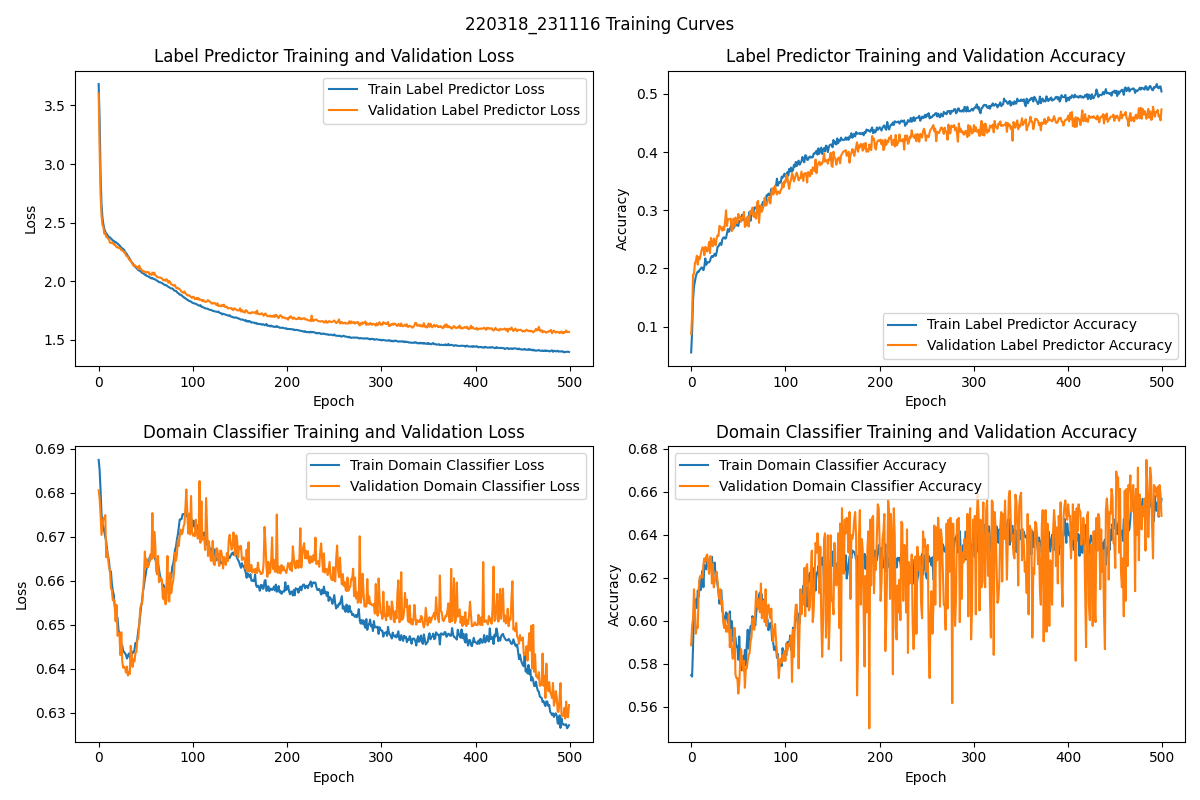 220318_231116 Training Curves
Label Predictor Training and Validation Loss
Train Label Predictor Loss
Validation Label Predictor Loss
3.5
3.0
2.5
2.0
1.5
Loss
0 100 200 300 400 500
Epoch
Label Predictor Training and Validation Accuracy
0.5
0.4
0.3
0.2
0.1
Accuracy
Train Label Predictor Accuracy
Validation Label Predictor Accuracy
0 100 200 300 400 500
Epoch
Domain Classifier Training and Validation Loss
Train Domain Classifier Loss
Validation Domain Classifier Loss
0.69
0.68
0.67
0.66
0.65
0.64
0.63
Loss
0 100 200 300 400 500
Epoch
Domain Classifier Training and Validation Accuracy
Train Domain Classifier Accuracy
Validation Domain Classifier Accuracy
0.68
0.66
0.64
0.62
0.60
0.58
0.56
Accuracy
0 100 200 300 400 500
Epoch